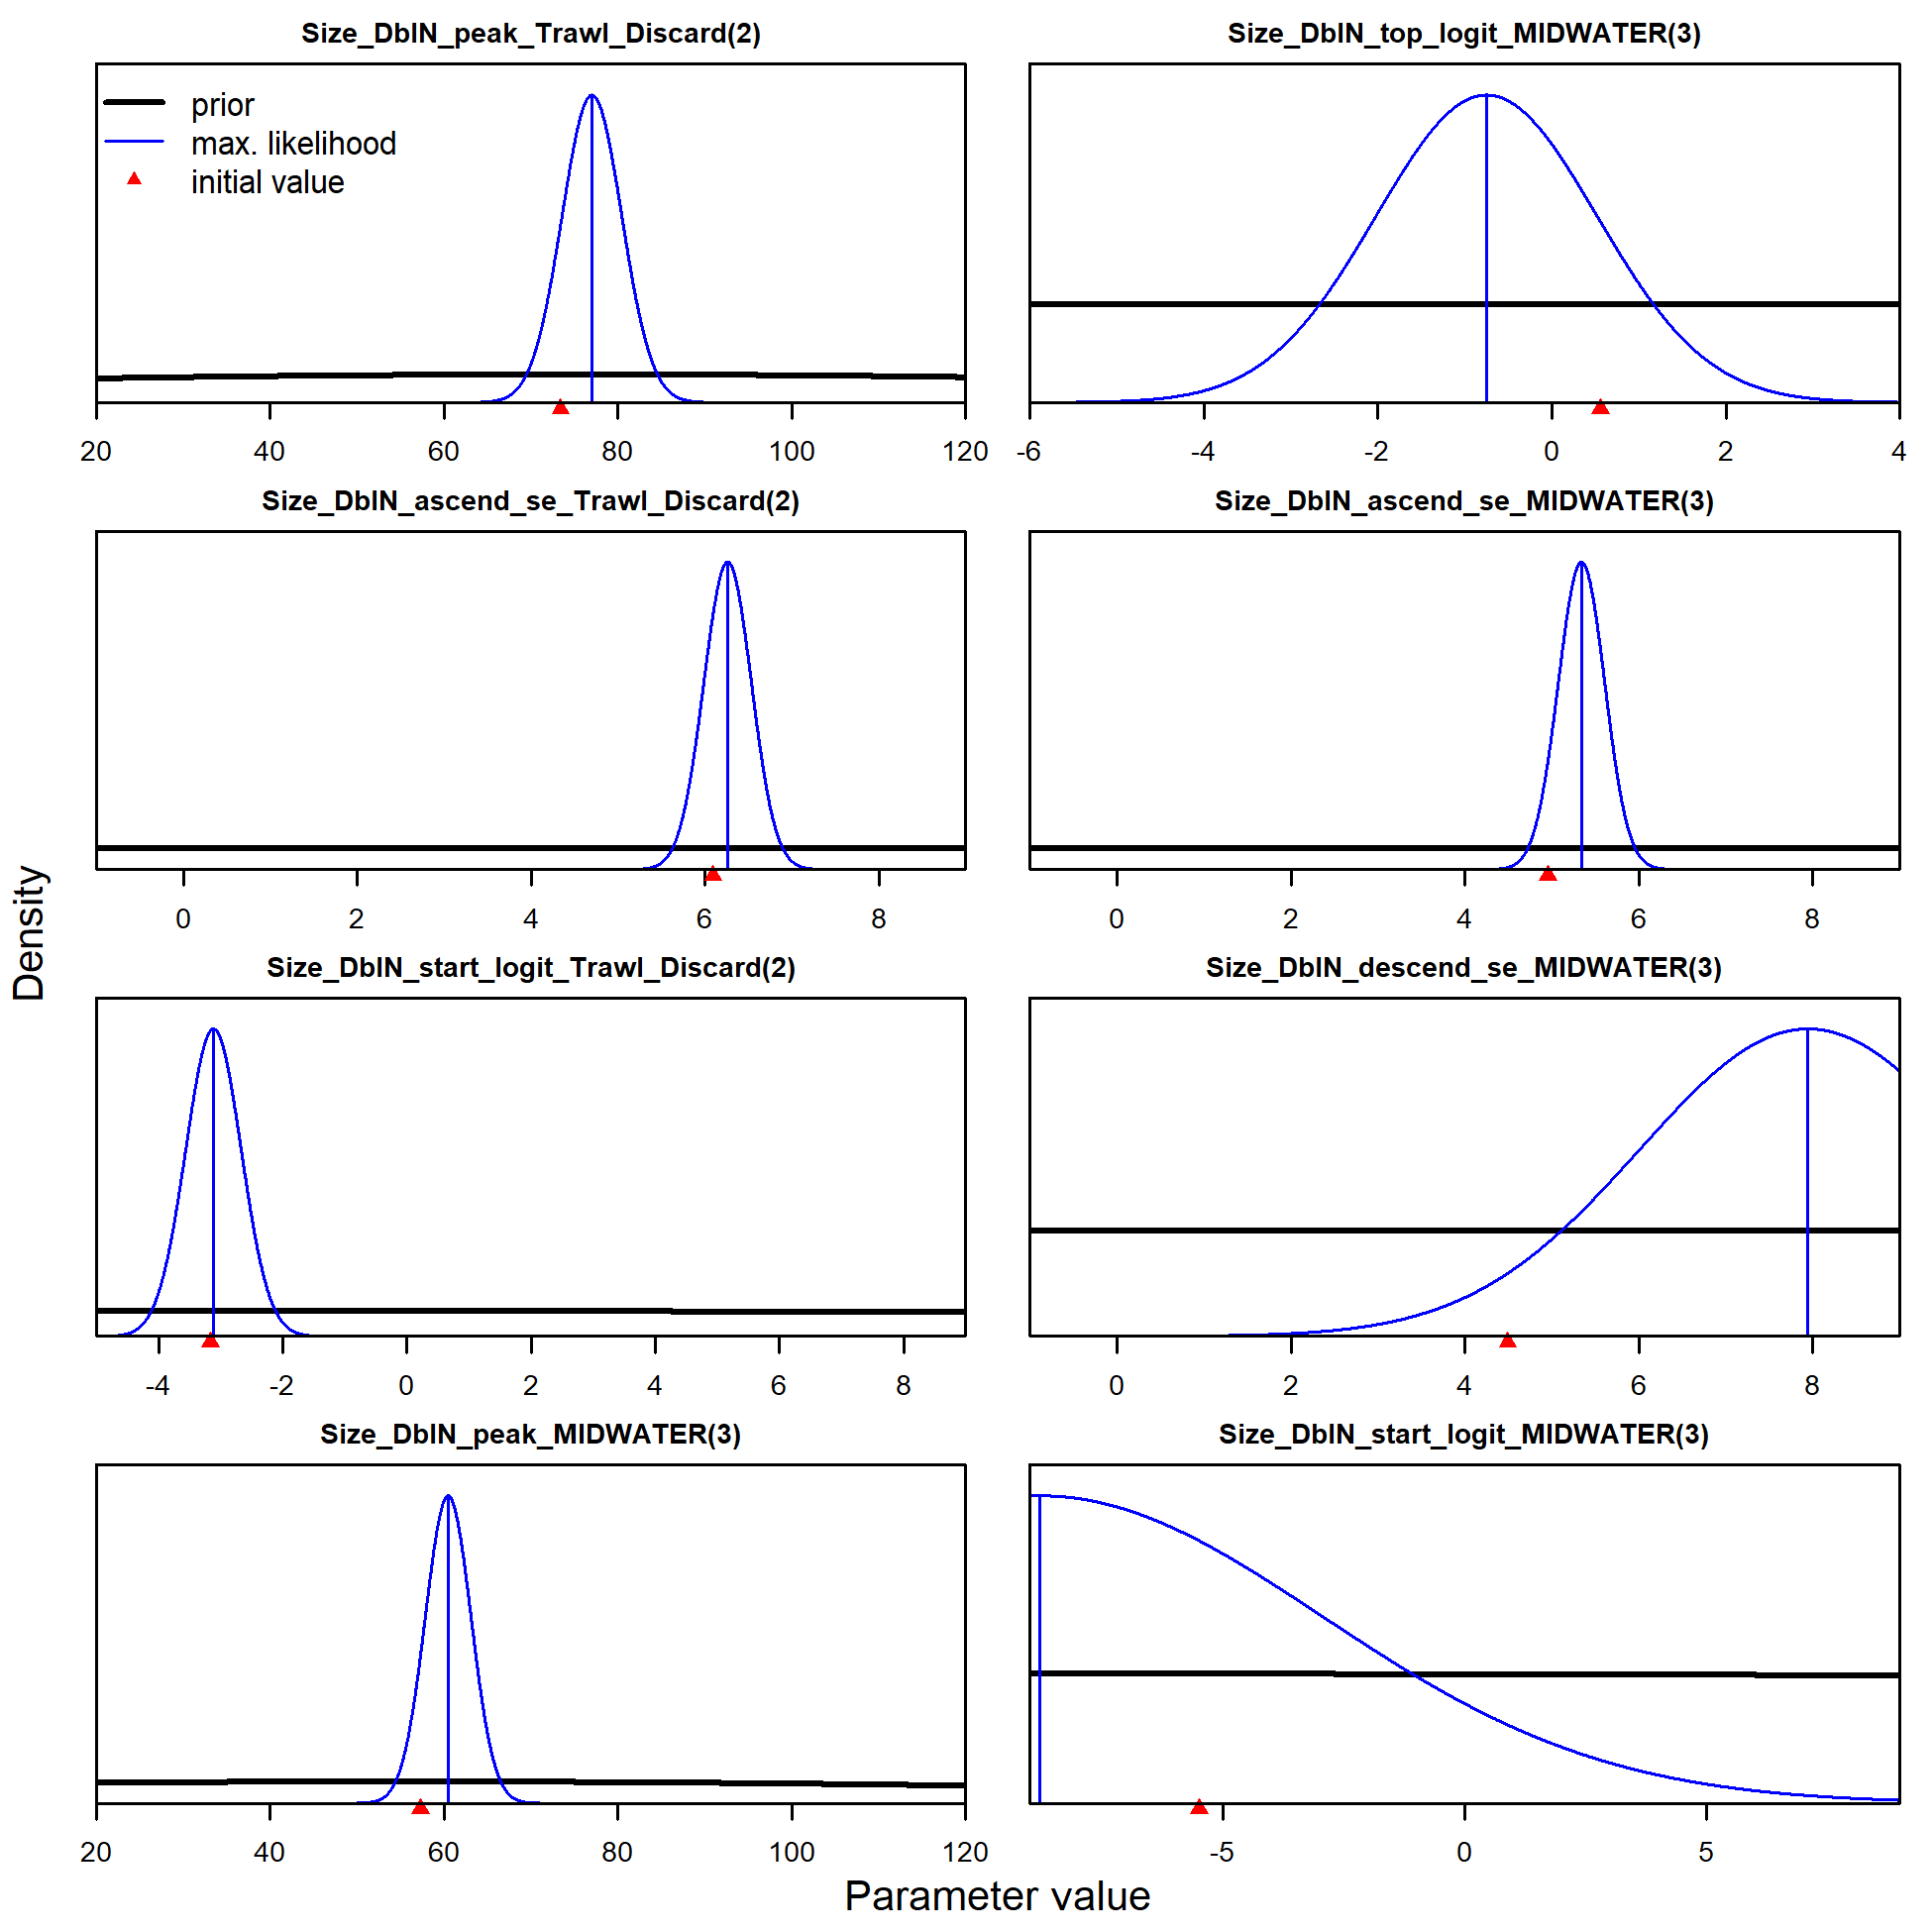 Size_DblN_peak_Trawl_Discard(2)
prior
max. likelihood
initial value
20 40 60 80 100 120
Size_DblN_top_logit_MIDWATER(3)
-6 -4 -2 0 2 4
Size_DblN_ascend_se_Trawl_Discard(2)
0 2 4 6 8
Size_DblN_ascend_se_MIDWATER(3)
0 2 4 6 8
Size_DblN_start_logit_Trawl_Discard(2)
-4 -2 0 2 4 6 8
Size_DblN_descend_se_MIDWATER(3)
0 2 4 6 8
Size_DblN_peak_MIDWATER(3)
20 40 60 80 100 120
Size_DblN_start_logit_MIDWATER(3)
-5 0 5
Density
Parameter value